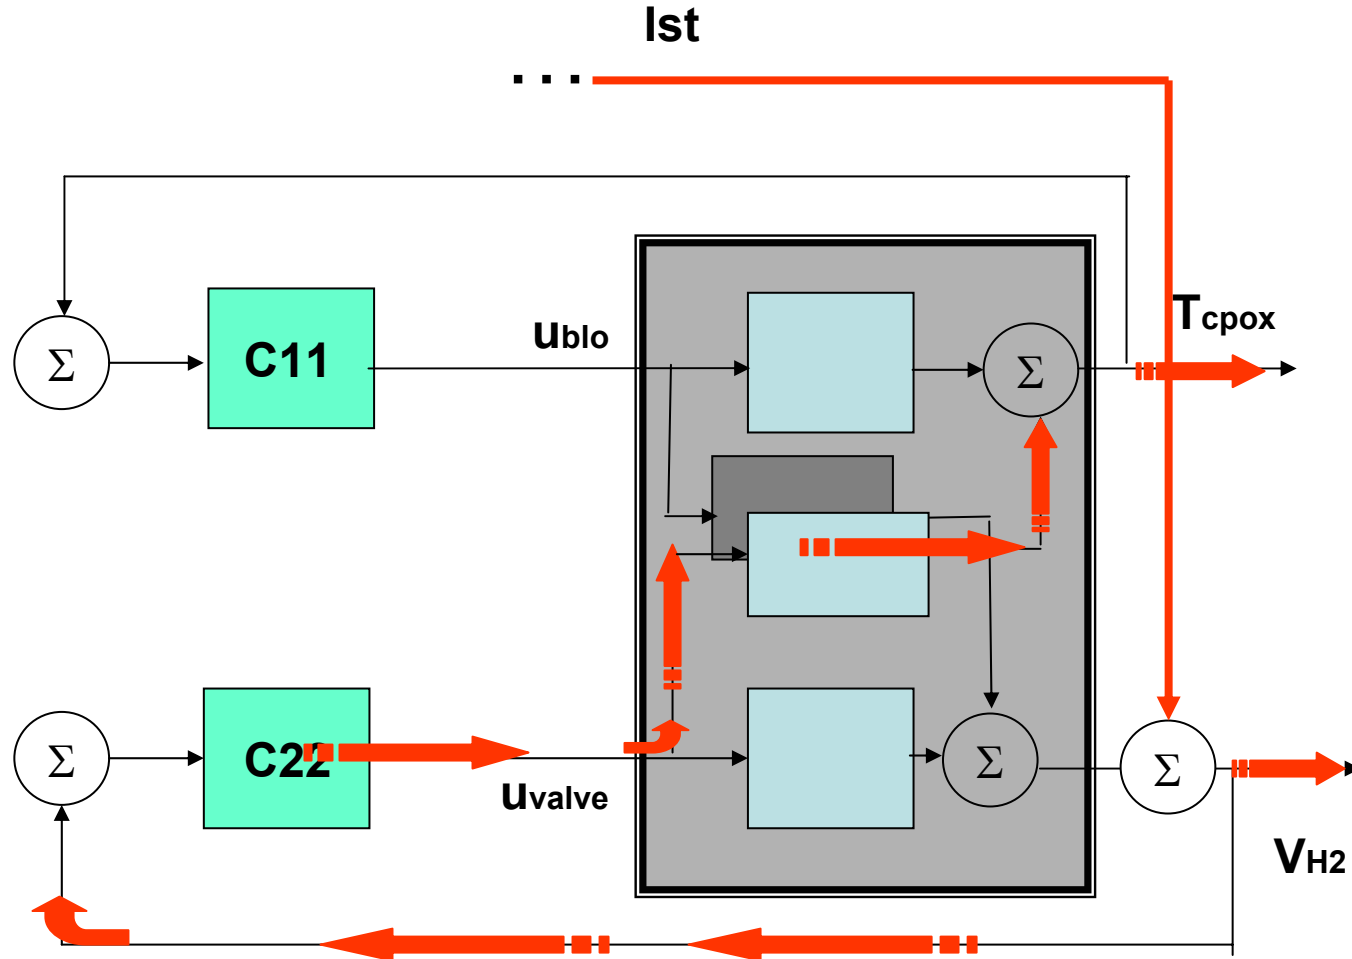 Ist
...
Tcpox
ublo
Σ
C11
Σ
Σ
C22
uvalve
Σ
Σ
VH2